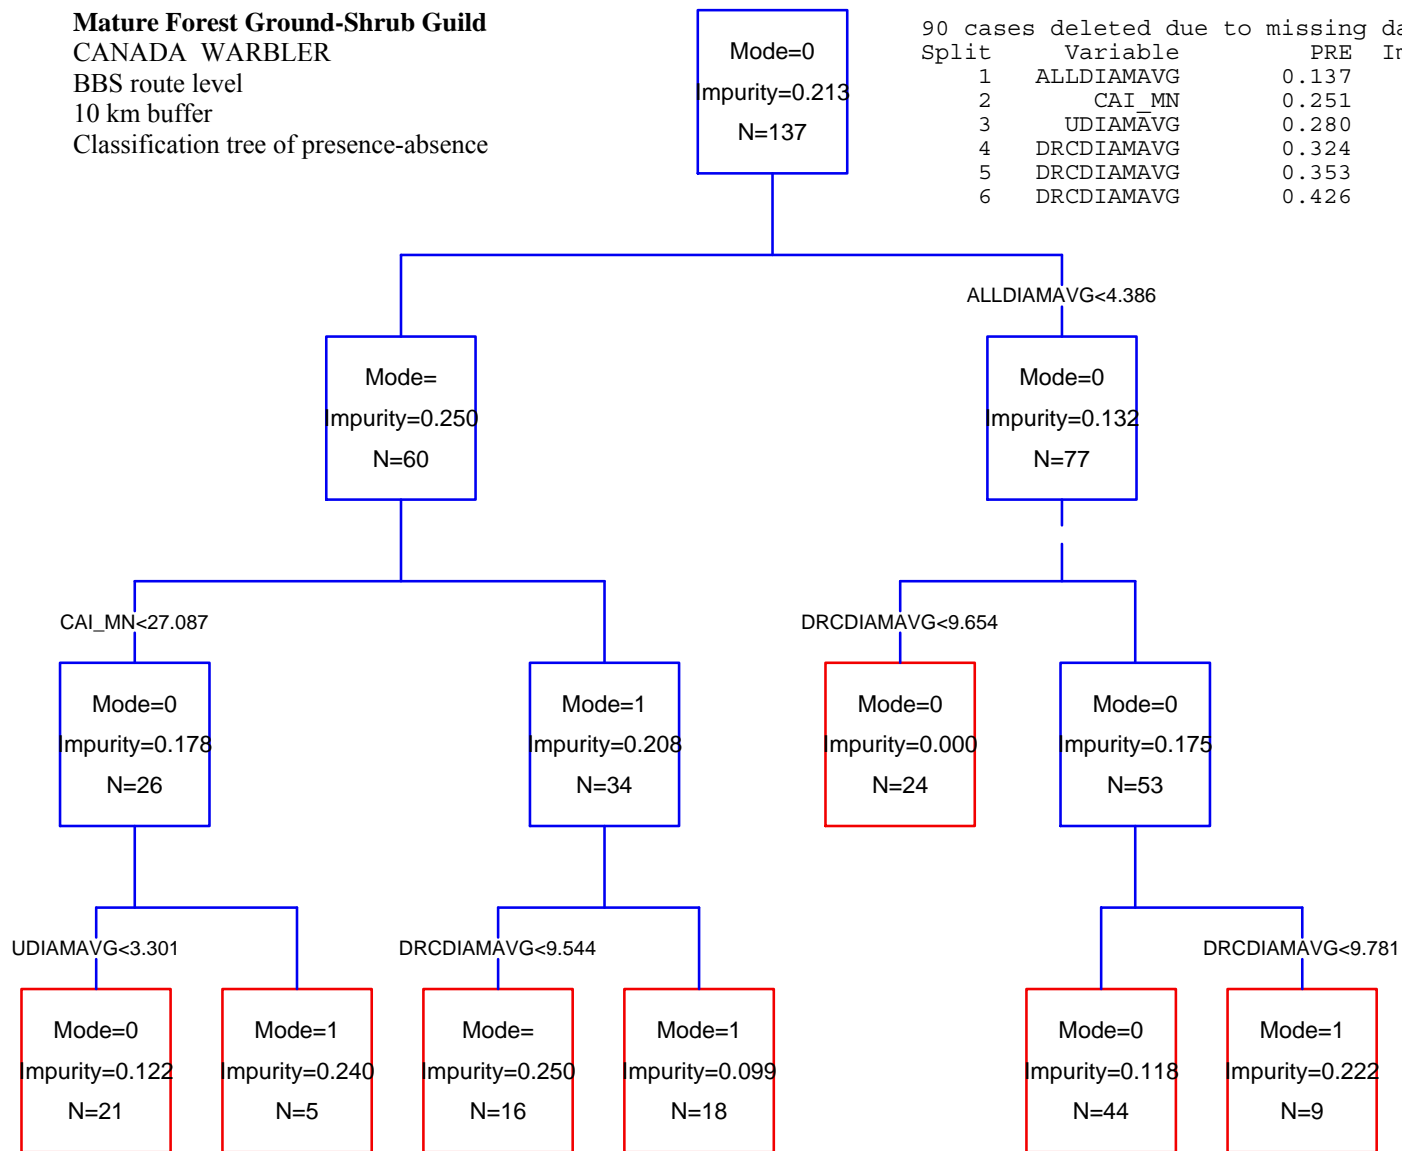 Mature Forest Ground-Shrub Guild
CANADA WARBLER
BBS route level
10 km buffer
Classification tree of presence-absence
90 cases deleted due to missing da
Split Variable PRE Im
1 ALLDIAMAVG 0.137
2 CAI_MN 0.251
3 UDIAMAVG 0.280
4 DRCDIAMAVG 0.324
5 DRCDIAMAVG 0.353
6 DRCDIAMAVG 0.426
Mode=0
Impurity=0.213
N=137
ALLDIAMAVG<4.386
Mode=
Impurity=0.250
N=60
Mode=0
Impurity=0.132
N=77
CAI_MN<27.087
DRCDIAMAVG<9.654
Mode=0
Impurity=0.178
N=26
Mode=1
Impurity=0.208
N=34
Mode=0
Impurity=0.000
N=24
Mode=0
Impurity=0.175
N=53
UDIAMAVG<3.301
DRCDIAMAVG<9.544
DRCDIAMAVG<9.781
Mode=0
Impurity=0.122
N=21
Mode=1
Impurity=0.240
N=5
Mode=
Impurity=0.250
N=16
Mode=1
Impurity=0.099
N=18
Mode=0
Impurity=0.118
N=44
Mode=1
Impurity=0.222
N=9